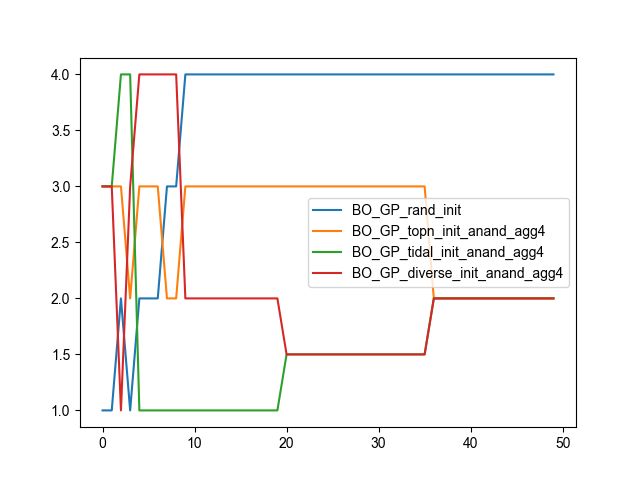 4.0
3.5
3.0
2.5
2.0
1.5
1.0
BO_GP_rand_init
BO_GP_topn_init_anand_agg4
BO_GP_tidal_init_anand_agg4
BO_GP_diverse_init_anand_agg4
0 10 20 30 40 50